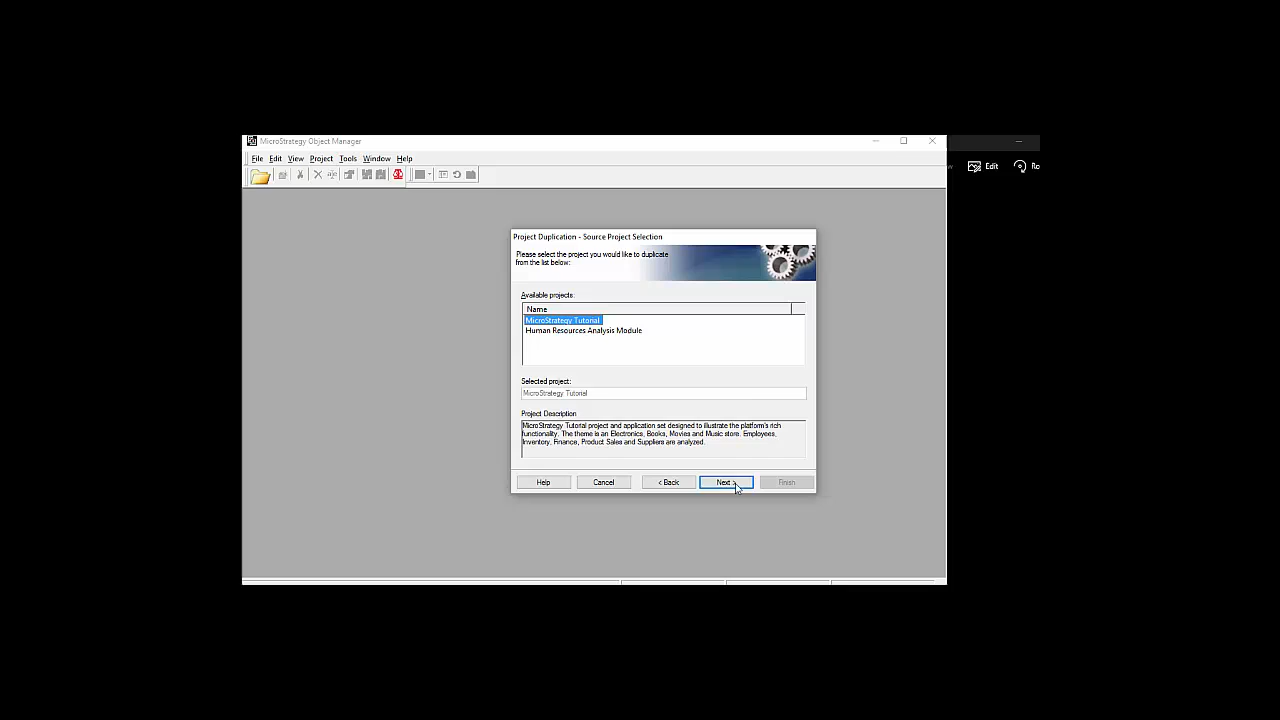 MicroStrategy Object Manager
File Edit View Project Tools Window Help
Edit
Ro
Project Duplication - Source Project Selection
Please select the project you would like to duplicate
from the list below:
Available projects:
Name
MicroStrategy Tutorial
Human Resources Analysis Module
Selected project:
MicroStrategy Tutorial
Project Description
MicroStrategy Tutorial project and application set designed to illustrate the platform's rich
functionality. The theme is an Electronics, Books, Movies and Music store. Employees,
Inventory, Finance, Product Sales and Suppliers are analyzed.
Help Cancel < Back Next > Finish